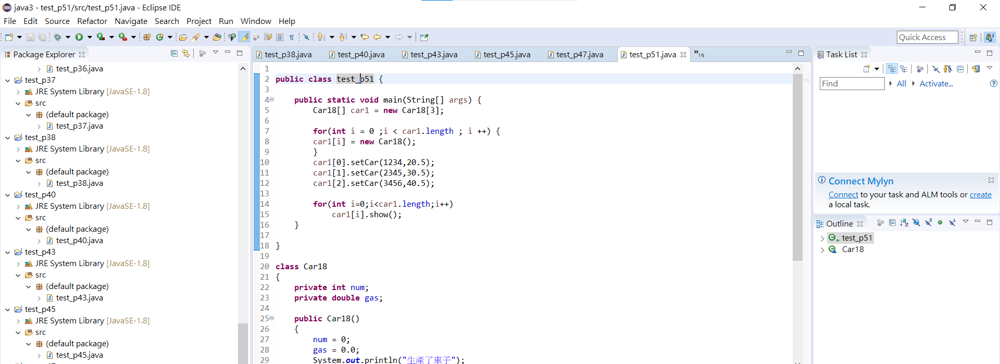 java3 - test_p51/src/test_p51.java - Eclipse IDE
File Edit Source Refactor Navigate Search Project Run Window Help
Quick Access
Package Explorer
test_p36.java
test_p37
JRE System Library [JavaSE-1.8]
src
(default package)
test_p37.java
test_p38
JRE System Library [JavaSE-1.8]
src
(default package)
test_p38.java
test_p40
JRE System Library [JavaSE-1.8]
src
(default package)
test_p40.java
test_p43
JRE System Library [JavaSE-1.8]
src
(default package)
test_p43.java
test_p45
JRE System Library [JavaSE-1.8]
src
(default package)
test_p45.java
test_p38.java test_p40.java test_p43.java test_p45.java test_p47.java test_p51.java »19
1
2 public class test_p51 {
3
4 public static void main(String[] args) {
5 Car18[] car1 = new Car18[3];
6
7 for(int i = 0 ;i < car1.length ; i ++) {
8 car1[i] = new Car18();
9 }
10 car1[0].setCar(1234,20.5);
11 car1[1].setCar(2345,30.5);
12 car1[2].setCar(3456,40.5);
13
14 for(int i=0;i<car1.length;i++)
15 car1[i].show();
16 }
17
18 }
19
20 class Car18
21 {
22 private int num;
23 private double gas;
24
25 public Car18()
26 {
27 num = 0;
28 gas = 0.0;
29 System.out.println("生產了車子");
Task List
Find All Activate...
Connect Mylyn
Connect to your task and ALM tools or create
a local task.
Outline
test_p51
Car18